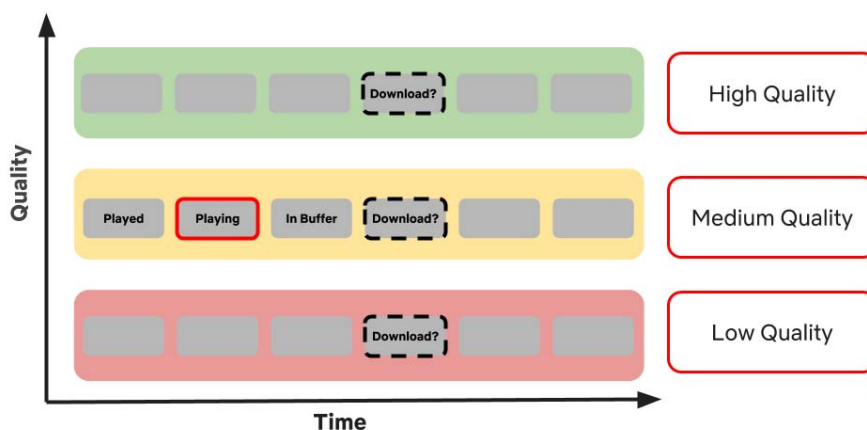 Quality
Download?
High Quality
Played
Playing
In Buffer
Download?
Medium Quality
Download?
Low Quality
Time